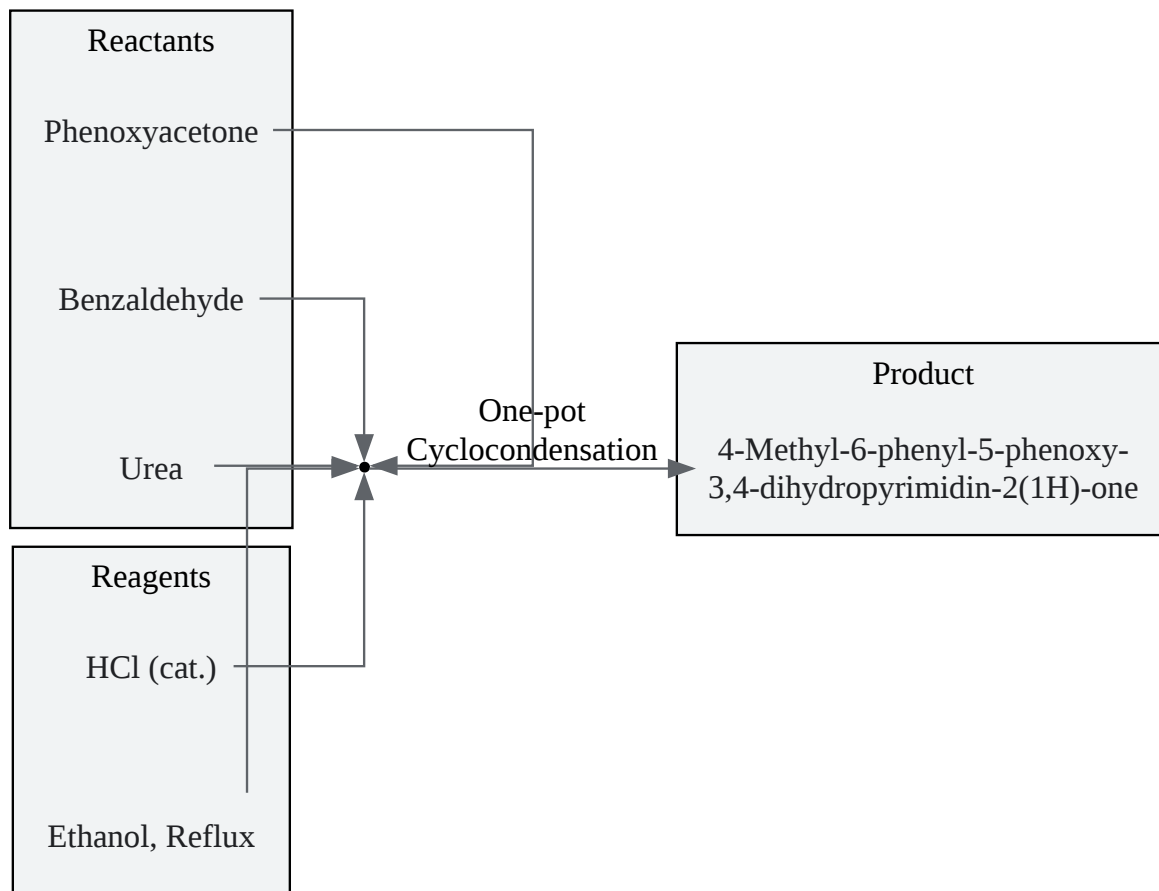 Reactants
Phenoxyacetone
Benzaldehyde
Urea
Reagents
HCl (cat.)
Ethanol, Reflux
One-pot
Cyclocondensation
Product
4-Methyl-6-phenyl-5-phenoxy-
3,4-dihydropyrimidin-2(1H)-one